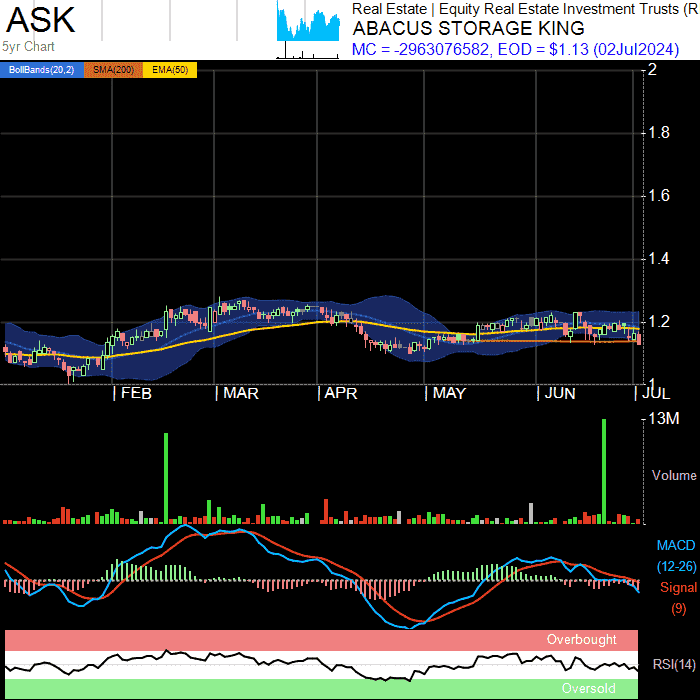 ASK
5yr Chart
Real Estate | Equity Real Estate Investment Trusts (R
ABACUS STORAGE KING
MC = -2963076582, EOD = $1.13 (02Jul2024)
BollBands(20,2) SMA(200) EMA(50)
2
1.8
1.6
1.4
1.2
1
| FEB | MAR | APR | MAY | JUN | JUL
13M
Volume
MACD
(12-26)
Signal
(9)
Overbought
RSI(14)
Oversold